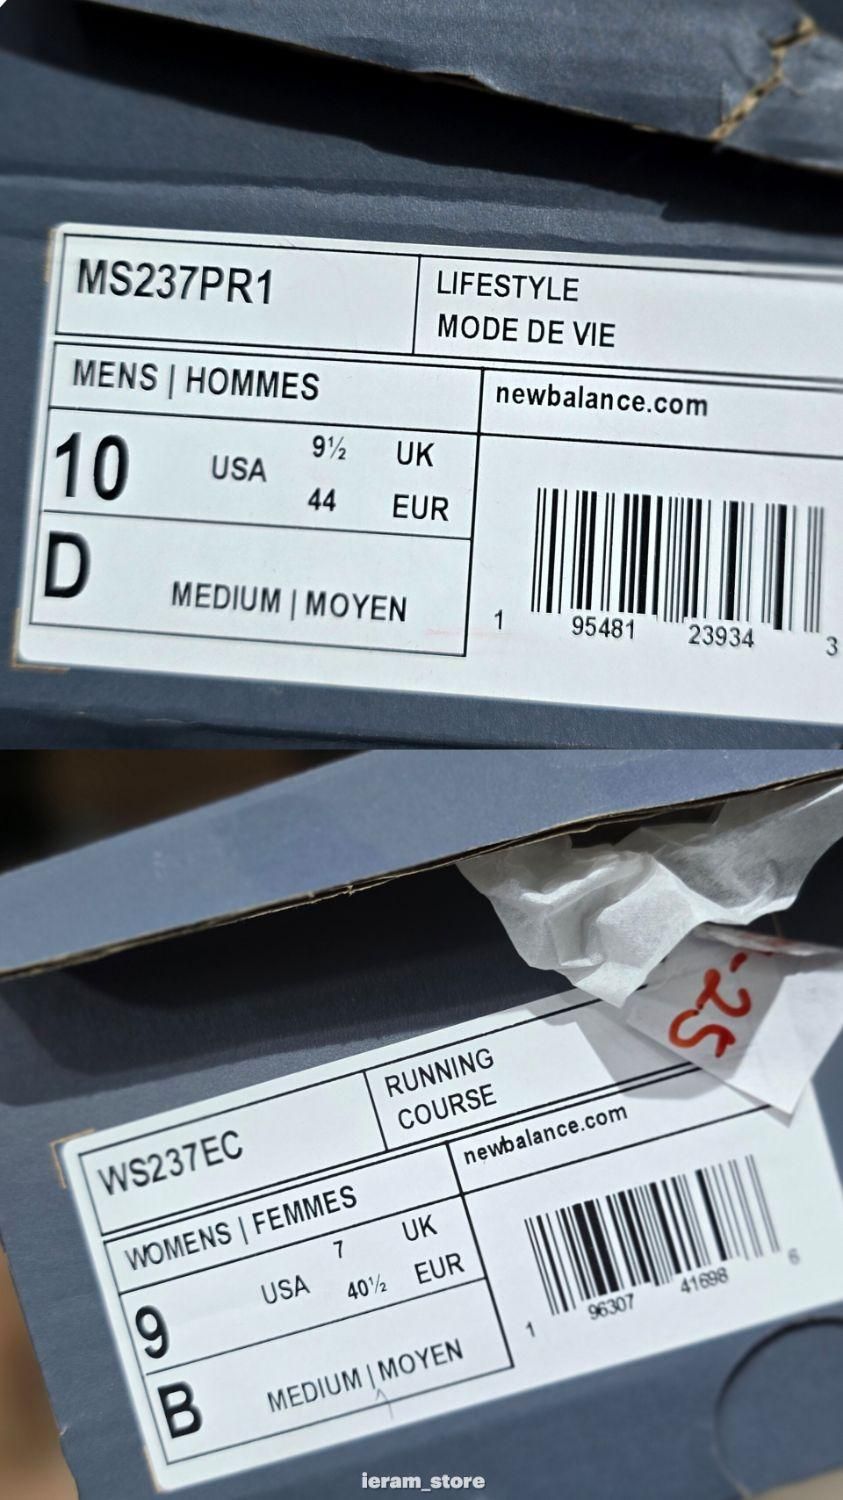 MS237PR1
LIFESTYLE
MODE DE VIE
MENS | HOMMES
newbalance.com
10 USA 9½ UK
44 EUR
D MEDIUM | MOYEN
1 95481 23934 3
-25
WS237EC
RUNNING
COURSE
WOMENS | FEMMES
newbalance.com
9 USA 7 UK
40½ EUR
B MEDIUM | MOYEN
1 96307 41698 6
ieram_store